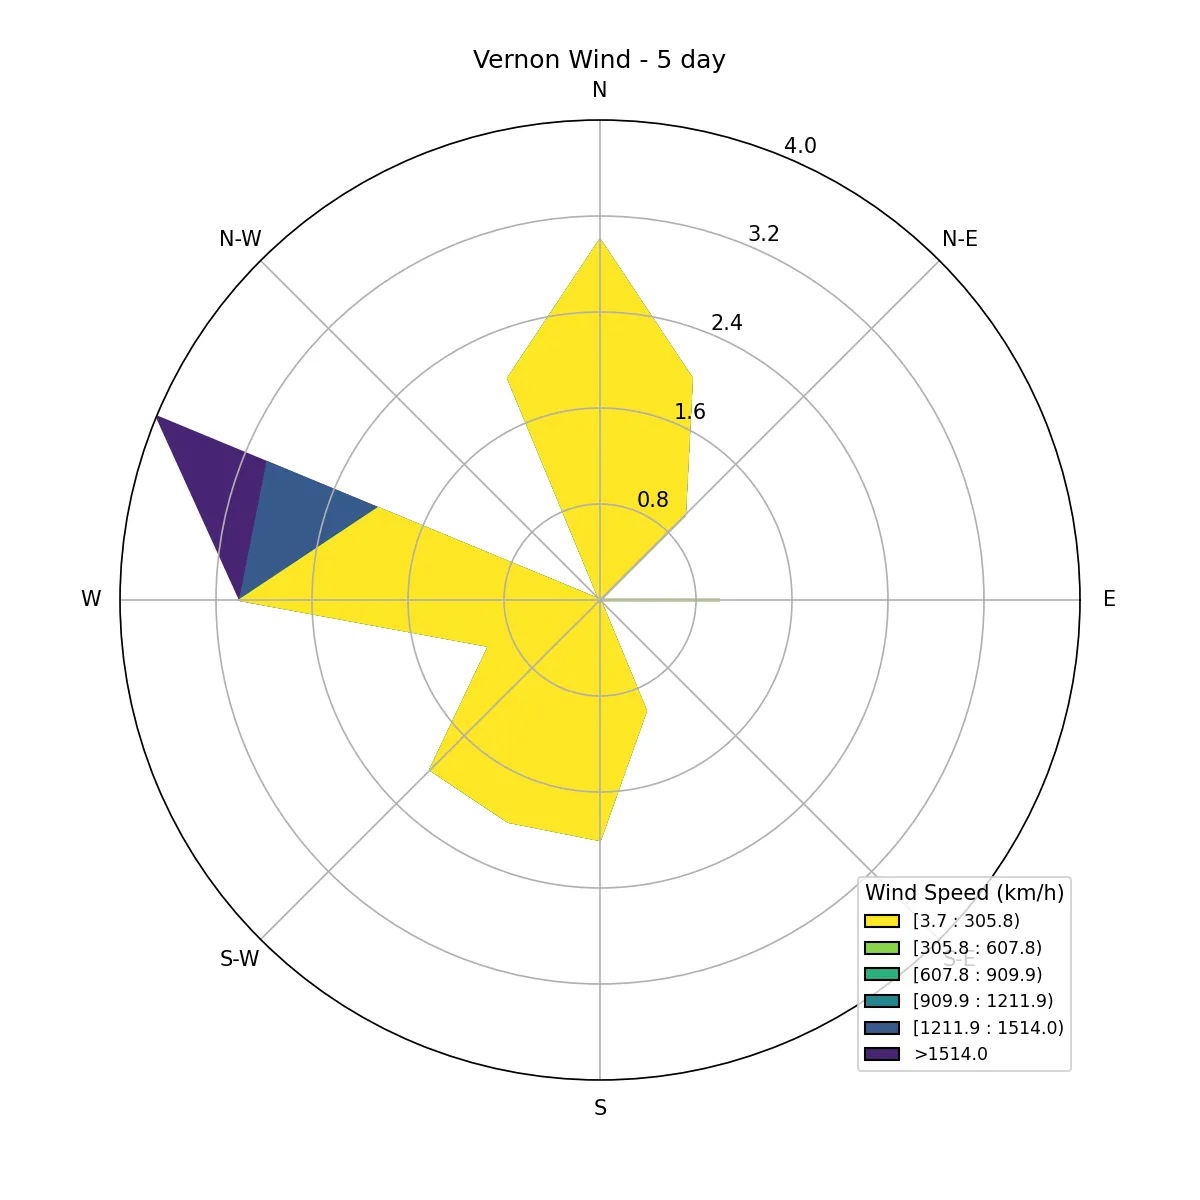 Vernon Wind - 5 day
N
4.0
N-W
3.2
N-E
2.4
1.6
0.8
W
E
Wind Speed (km/h)
[3.7 : 305.8)
[305.8 : 607.8)
S-W
S-E
[607.8 : 909.9)
[909.9 : 1211.9)
[1211.9 : 1514.0)
>1514.0
S